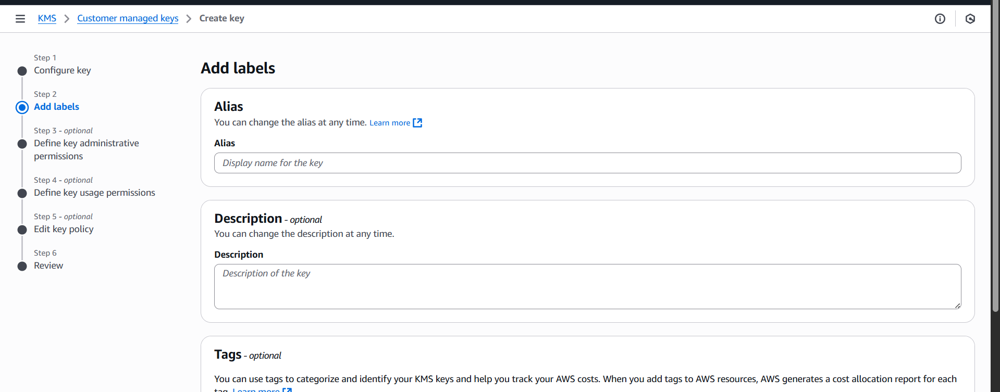 KMS > Customer managed keys > Create key
Step 1
Configure key
Step 2
Add labels
Step 3 - optional
Define key administrative
permissions
Step 4 - optional
Define key usage permissions
Step 5 - optional
Edit key policy
Step 6
Review
Add labels
Alias
You can change the alias at any time. Learn more
Alias
Display name for the key
Description - optional
You can change the description at any time.
Description
Description of the key
Tags - optional
You can use tags to categorize and identify your KMS keys and help you track your AWS costs. When you add tags to AWS resources, AWS generates a cost allocation report for each
tag. Learn more